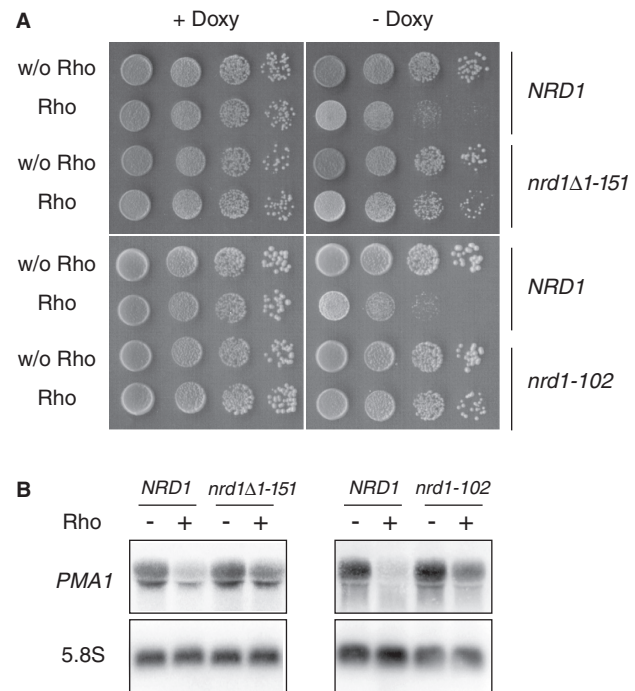 A
+ Doxy - Doxy
w/o Rho
Rho
NRD1
w/o Rho
Rho
nrd1Δ1-151
w/o Rho
Rho
NRD1
w/o Rho
Rho
nrd1-102
B
NRD1 nrd1Δ1-151 NRD1 nrd1-102
Rho - + - + - + - +
PMA1
5.8S